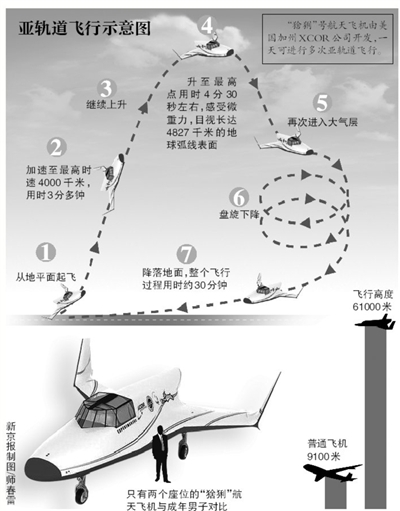 亚轨道飞行示意图
“猞猁”号航天飞机由美
国加州XCOR公司开发,一
天可进行多次亚轨道飞行。
4
升至最高
点用时4分30
秒左右,感受微
重力,目视长达
4827千米的地
球弧线表面
3
继续上升
5
再次进入大气层
2
加速至最高时
速4000千米,
用时3分多钟
6
盘旋下降
1
从地平面起飞
7
降落地面,整个飞行
过程用时约30分钟
飞行高度
61000米
普通飞机
9100米
只有两个座位的“猞猁”航
天飞机与成年男子对比
新京报制图/师春雷